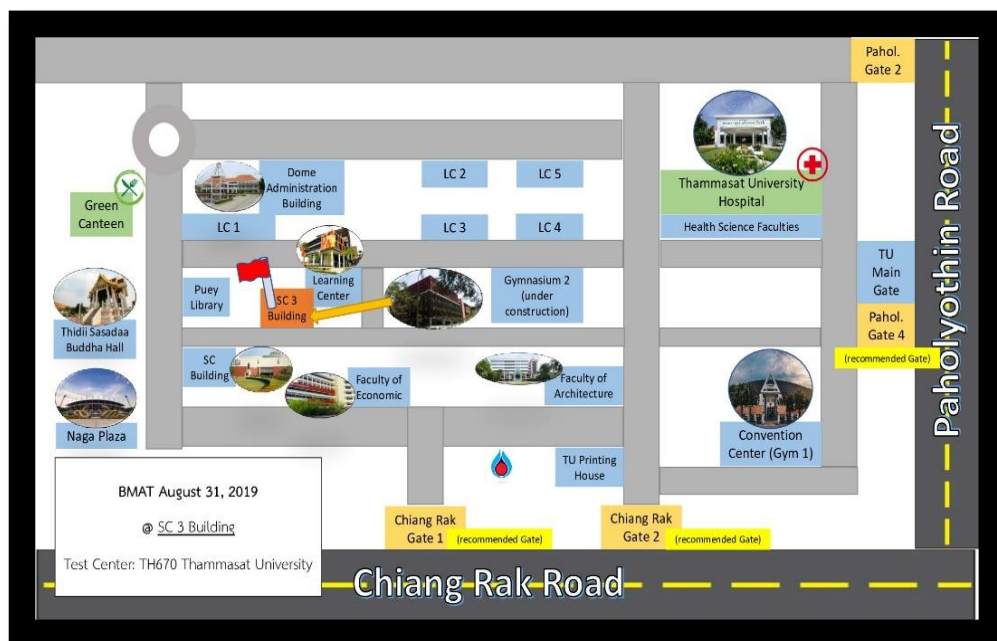 Pahol.
Gate 2
Dome
Administration
Building
LC 2
LC 5
Thammasat University
Hospital
Green
Canteen
LC 1
LC 3
LC 4
Health Science Faculties
TU
Main
Gate
Puey
Library
SC 3
Building
Learning
Center
Gymnasium 2
(under
construction)
Pahol.
Gate 4
(recommended Gate)
Thidii Sasadaa
Buddha Hall
SC
Building
Faculty of
Economic
Faculty of
Architecture
Naga Plaza
Convention
Center (Gym 1)
TU Printing
House
BMAT August 31, 2019
@ SC 3 Building
Test Center: TH670 Thammasat University
Chiang Rak
Gate 1
(recommended Gate)
Chiang Rak
Gate 2
(recommended Gate)
Chiang Rak Road
Paholyothin Road